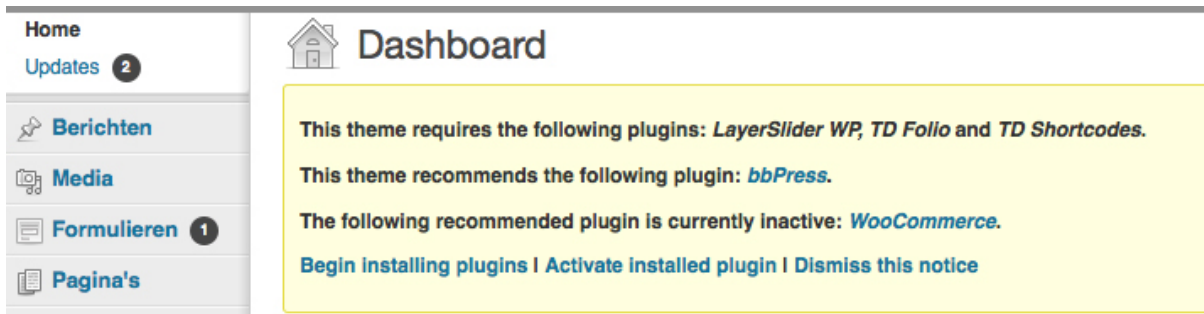 Home
Updates 2
Berichten
Media
Formulieren 1
Pagina's
Dashboard
This theme requires the following plugins: LayerSlider WP, TD Folio and TD Shortcodes.
This theme recommends the following plugin: bbPress.
The following recommended plugin is currently inactive: WooCommerce.
Begin installing plugins | Activate installed plugin | Dismiss this notice